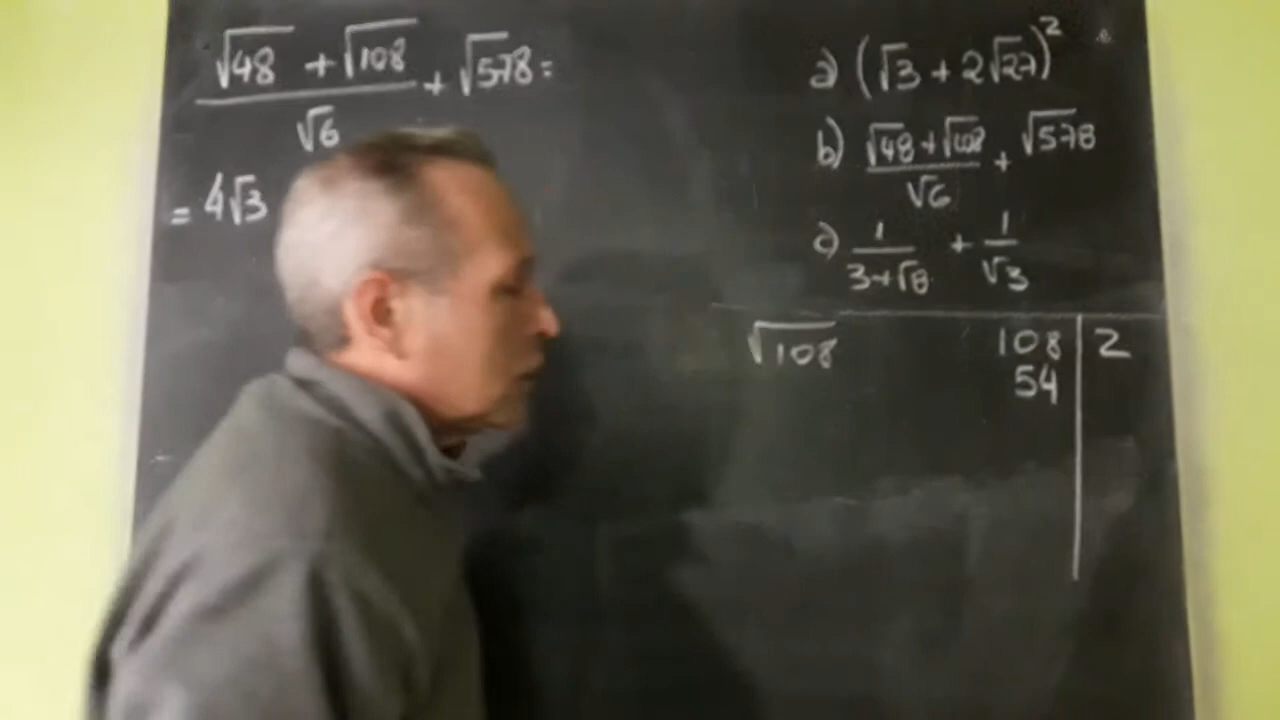 √48 + √108 / √6 + √578 =
= 4√3
a) (√3 + 2√27)²
b) √48 + √108 / √6 + √578
c) 1 / 3+√8 + 1 / √3
√108
108 | 2
54